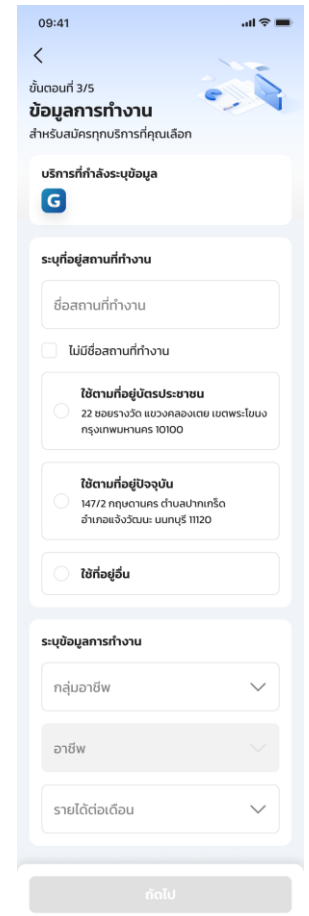 09:41
ขั้นตอนที่ 3/5
ข้อมูลการทำงาน
สำหรับสมัครทุกบริการที่คุณเลือก
บริการที่กำลังระบุข้อมูล
G
ระบุที่อยู่สถานที่ทำงาน
ชื่อสถานที่ทำงาน
ไม่มีชื่อสถานที่ทำงาน
ใช้ตามที่อยู่บัตรประชาชน
22 ซอยรางวัด แขวงคลองเตย เขตพระโขนง
กรุงเทพมหานคร 10100
ใช้ตามที่อยู่ปัจจุบัน
147/2 กฤษดานคร ตำบลปากเกร็ด
อำเภอแจ้งวัฒนะ นนทบุรี 11120
ใช้ที่อยู่อื่น
ระบุข้อมูลการทำงาน
กลุ่มอาชีพ
อาชีพ
รายได้ต่อเดือน
ถัดไป